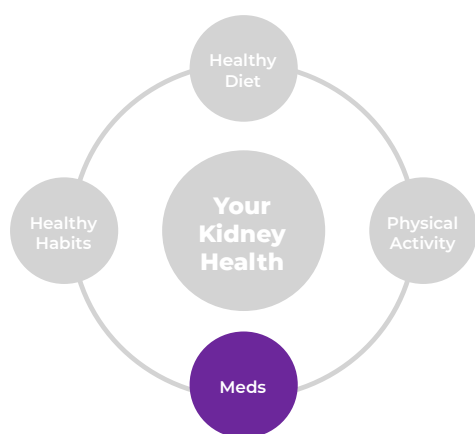 Healthy
Diet
Your
Kidney
Health
Healthy
Habits
Physical
Activity
Meds